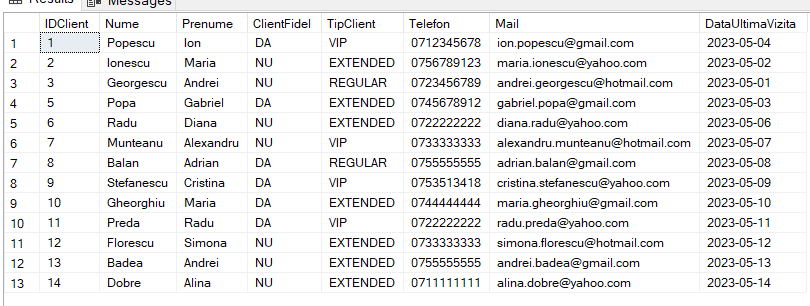 Results Messages
IDClient Nume Prenume ClientFidel TipClient Telefon Mail DataUltimaVizita
1 1 Popescu Ion DA VIP 0712345678 ion.popescu@gmail.com 2023-05-04
2 2 Ionescu Maria NU EXTENDED 0756789123 maria.ionescu@yahoo.com 2023-05-02
3 3 Georgescu Andrei NU REGULAR 0723456789 andrei.georgescu@hotmail.com 2023-05-01
4 5 Popa Gabriel DA EXTENDED 0745678912 gabriel.popa@gmail.com 2023-05-03
5 6 Radu Diana NU EXTENDED 0722222222 diana.radu@yahoo.com 2023-05-06
6 7 Munteanu Alexandru NU VIP 0733333333 alexandru.munteanu@hotmail.com 2023-05-07
7 8 Balan Adrian DA REGULAR 0755555555 adrian.balan@gmail.com 2023-05-08
8 9 Stefanescu Cristina DA VIP 0753513418 cristina.stefanescu@yahoo.com 2023-05-09
9 10 Gheorghiu Maria DA EXTENDED 0744444444 maria.gheorghiu@gmail.com 2023-05-10
10 11 Preda Radu DA VIP 0722222222 radu.preda@yahoo.com 2023-05-11
11 12 Florescu Simona NU EXTENDED 0733333333 simona.florescu@hotmail.com 2023-05-12
12 13 Badea Andrei NU EXTENDED 0755555555 andrei.badea@gmail.com 2023-05-13
13 14 Dobre Alina NU EXTENDED 0711111111 alina.dobre@yahoo.com 2023-05-14